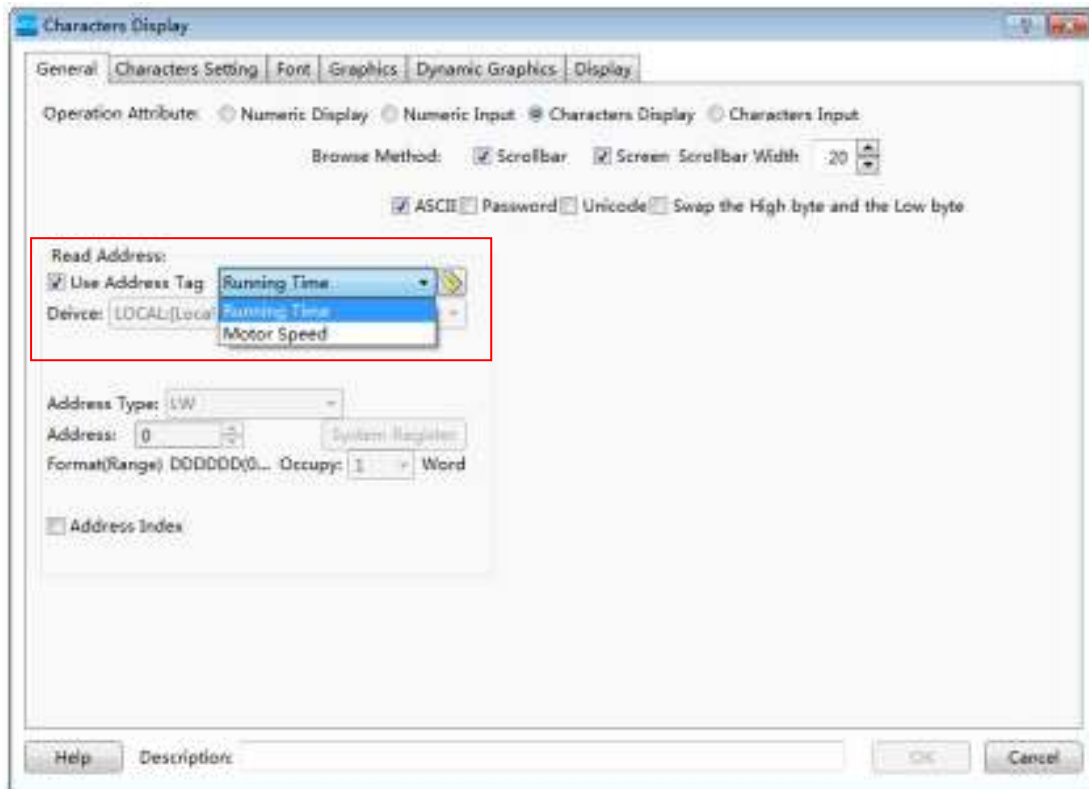 Characters Display
General Characters Setting Font Graphics Dynamic Graphics Display
Operation Attribute: Numeric Display Numeric Input Characters Display Characters Input
Browse Method: Scrollbar Screen Scrollbar Width 20
ASCII Password Unicode Swap the High byte and the Low byte
Read Address:
Use Address Tag Running Time
Deivce: LOCAL:[Local Running Time
Motor Speed
Address Type: LW
Address: 0 System Register
Format(Range) DDDDDD(0... Occupy: 1 Word
Address Index
Help Description: OK Cancel